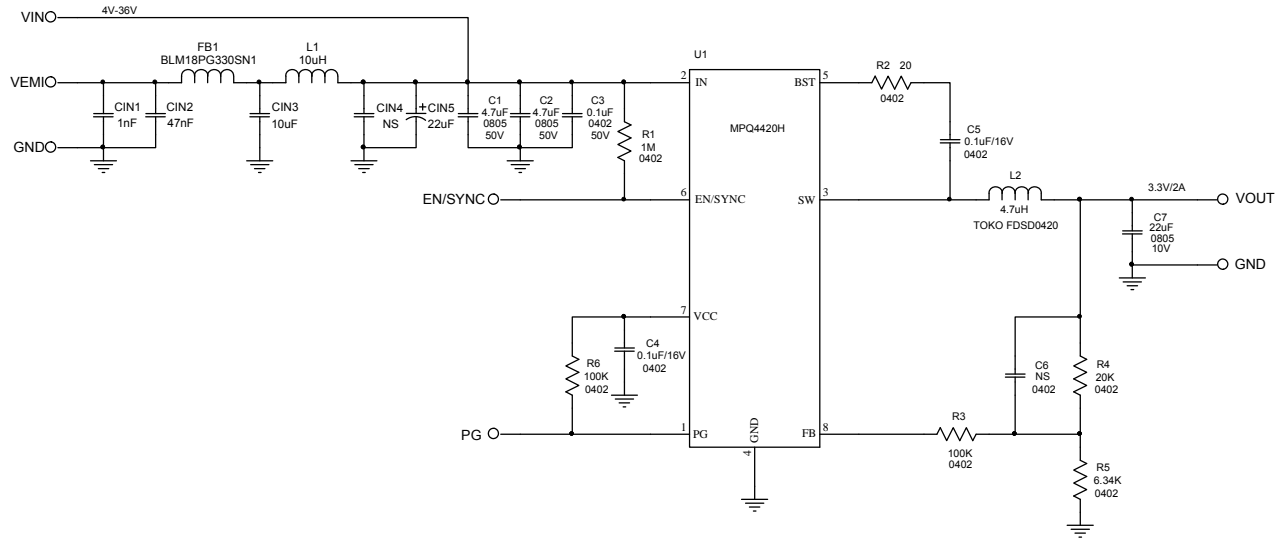 VIN
4V-36V
FB1
BLM18PG330SN1
L1
10uH
VEMI
CIN1
1nF
CIN2
47nF
CIN3
10uF
CIN4
NS
+
CIN5
22uF
C1
4.7uF
0805
50V
C2
4.7uF
0805
50V
C3
0.1uF
0402
50V
GND
R1
1M
0402
EN/SYNC
U1
2
IN
BST
5
MPQ4420H
6
EN/SYNC
SW
3
7
VCC
1
PG
GND
4
FB
8
R2 20
0402
C5
0.1uF/16V
0402
L2
4.7uH
TOKO FDSD0420
3.3V/2A
VOUT
C7
22uF
0805
10V
GND
C4
0.1uF/16V
0402
R6
100K
0402
PG
C6
NS
0402
R4
20K
0402
R3
100K
0402
R5
6.34K
0402